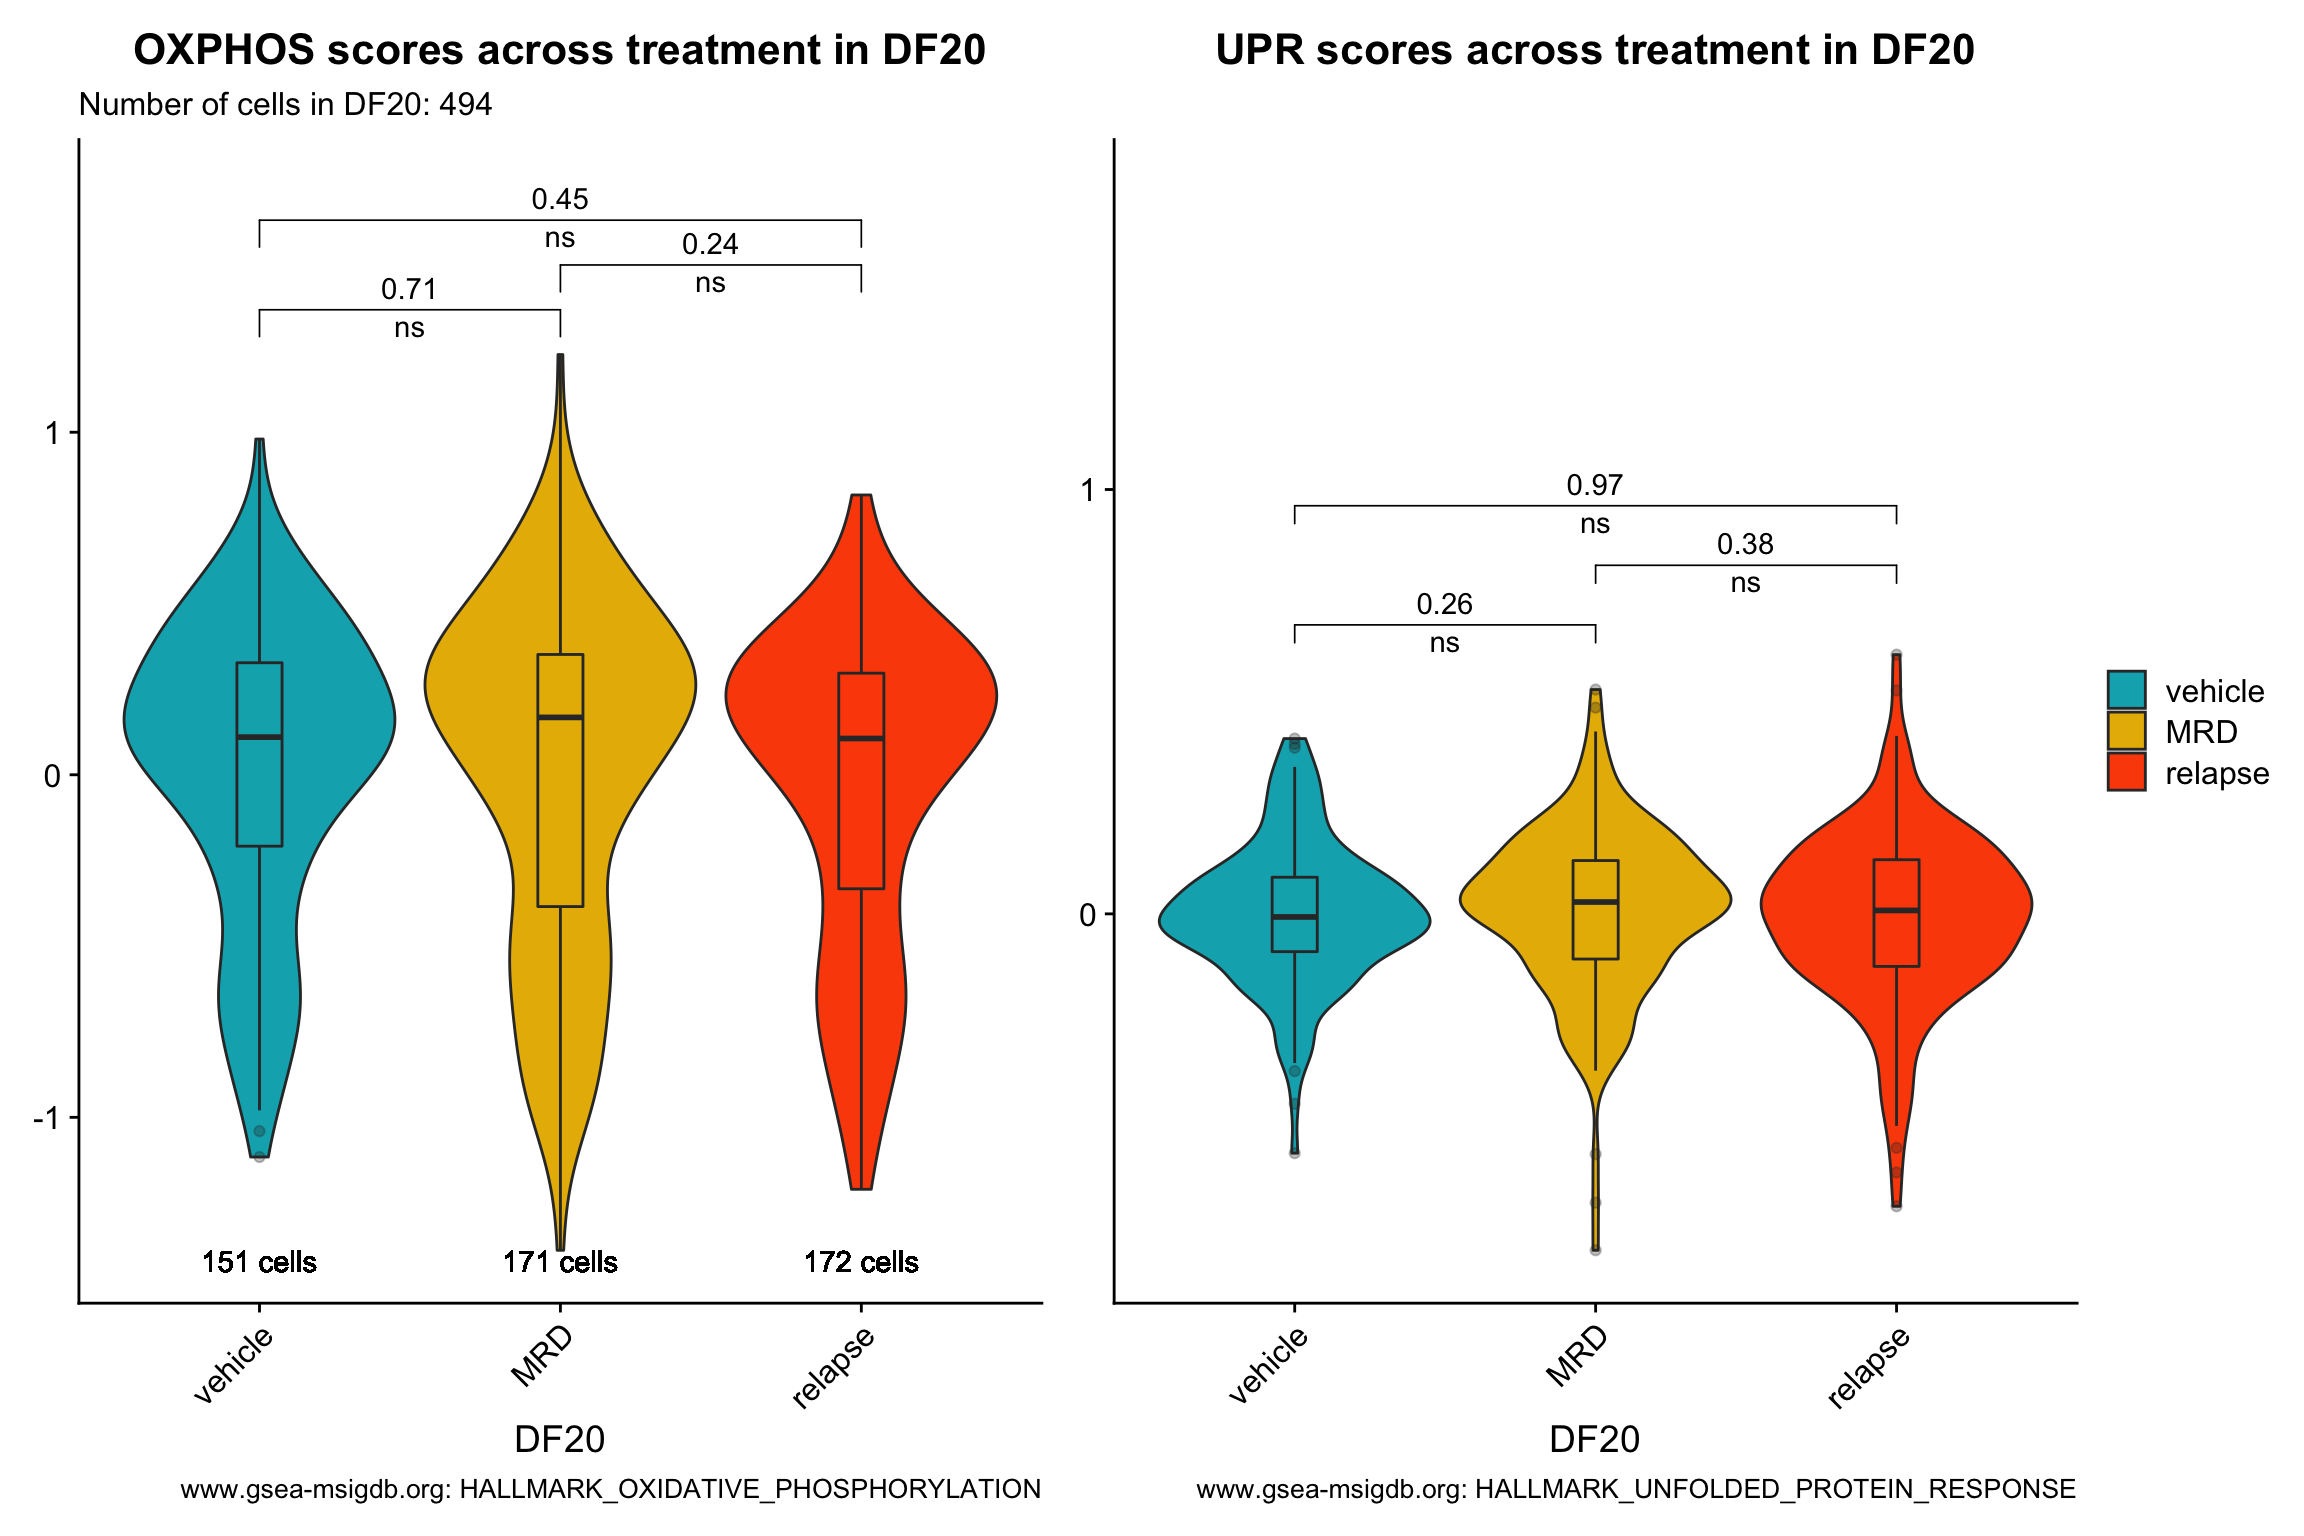 OXPHOS scores across treatment in DF20
Number of cells in DF20: 494
0.45
ns
0.24
ns
0.71
ns
1
0
-1
151 cells
171 cells
172 cells
vehicle
MRD
relapse
DF20
www.gsea-msigdb.org: HALLMARK_OXIDATIVE_PHOSPHORYLATION
UPR scores across treatment in DF20
0.97
ns
0.38
ns
0.26
ns
1
0
vehicle
MRD
relapse
DF20
www.gsea-msigdb.org: HALLMARK_UNFOLDED_PROTEIN_RESPONSE
vehicle
MRD
relapse